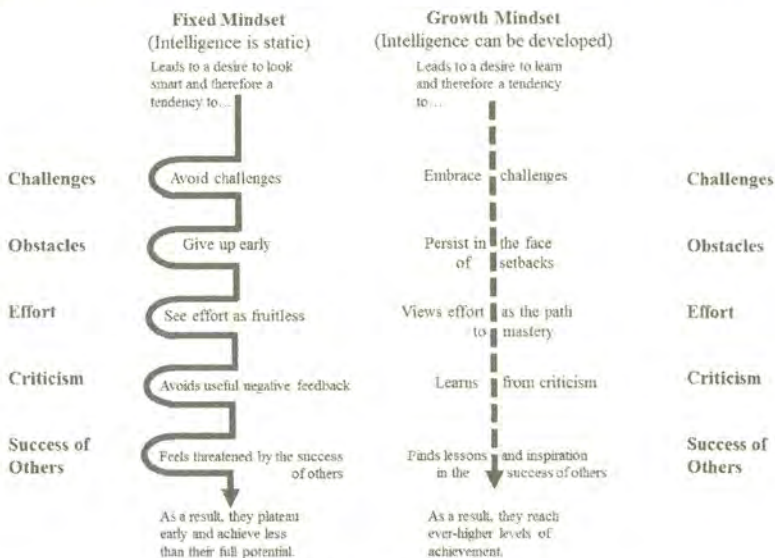 Fixed Mindset
(Intelligence is static)
Leads to a desire to look
smart and therefore a
tendency to…
Growth Mindset
(Intelligence can be developed)
Leads to a desire to learn
and therefore a tendency
to…
Challenges
Avoid challenges
Embrace challenges
Challenges
Obstacles
Give up early
Persist in the face
of setbacks
Obstacles
Effort
See effort as fruitless
Views effort as the path
to mastery
Effort
Criticism
Avoids useful negative feedback
Learns from criticism
Criticism
Success of
Others
Feels threatened by the success
of others
Finds lessons and inspiration
in the success of others
Success of
Others
As a result, they plateau
early and achieve less
than their full potential.
As a result, they reach
ever-higher levels of
achievement.